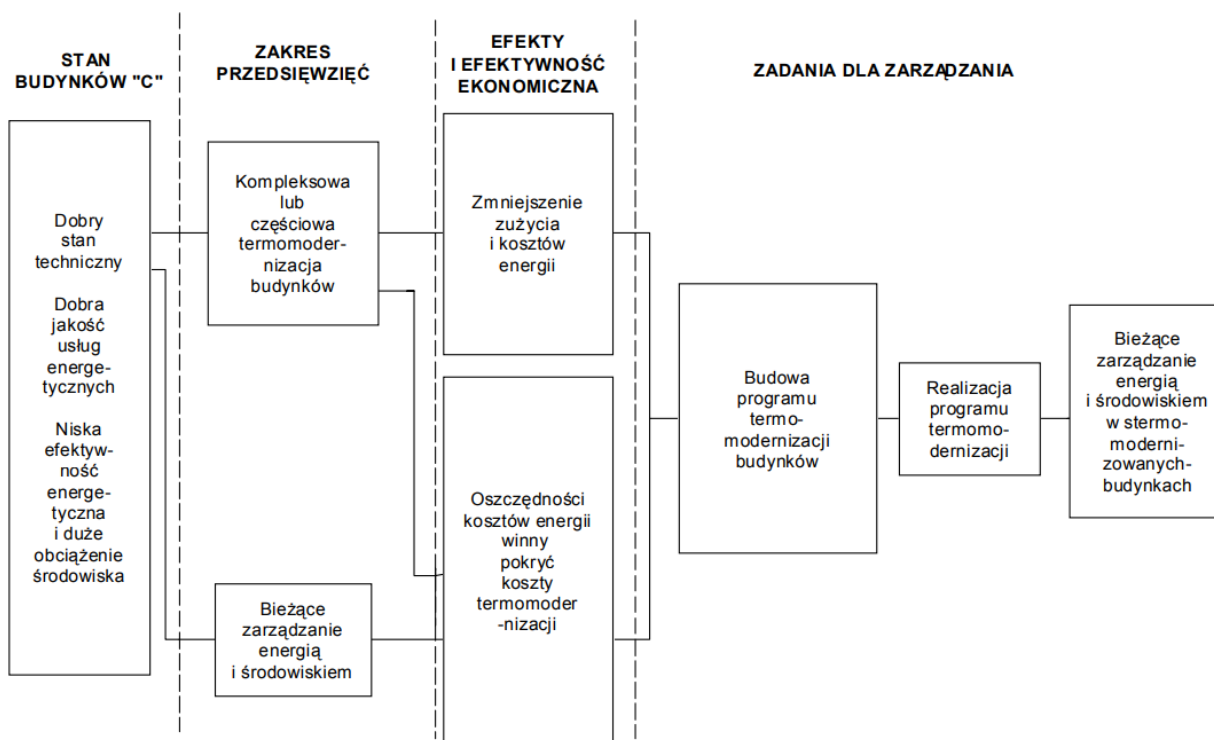 STAN
BUDYNKÓW "C"
ZAKRES
PRZEDSIĘWZIĘĆ
EFEKTY
I EFEKTYWNOŚĆ
EKONOMICZNA
ZADANIA DLA ZARZĄDZANIA
Dobry
stan
techniczny
Dobra
jakość
usług
energe-
tycznych
Niska
efektyw-
ność
energe-
tyczna
i duże
obciążenie
środowiska
Kompleksowa
lub
częściowa
termomoder-
nizacja
budynków
Bieżące
zarządzanie
energią
i środowiskiem
Zmniejszenie
zużycia
i kosztów
energii
Oszczędności
kosztów energii
winny
pokryć
koszty
termomoder
-nizacji
Budowa
programu
termo-
modernizacji
budynków
Realizacja
programu
termomo-
dernizacji
Bieżące
zarządzanie
energią
i środowiskiem
w stermo-
moderni-
zowanych-
budynkach